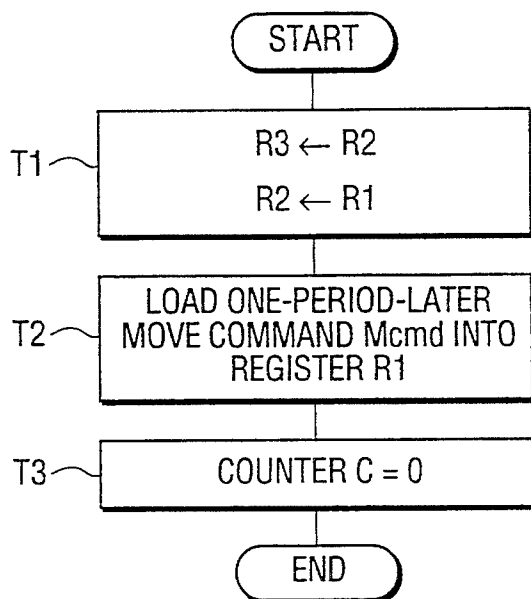 START
T1
R3 ← R2
R2 ← R1
T2
LOAD ONE-PERIOD-LATER
MOVE COMMAND Mcmd INTO
REGISTER R1
T3
COUNTER C = 0
END